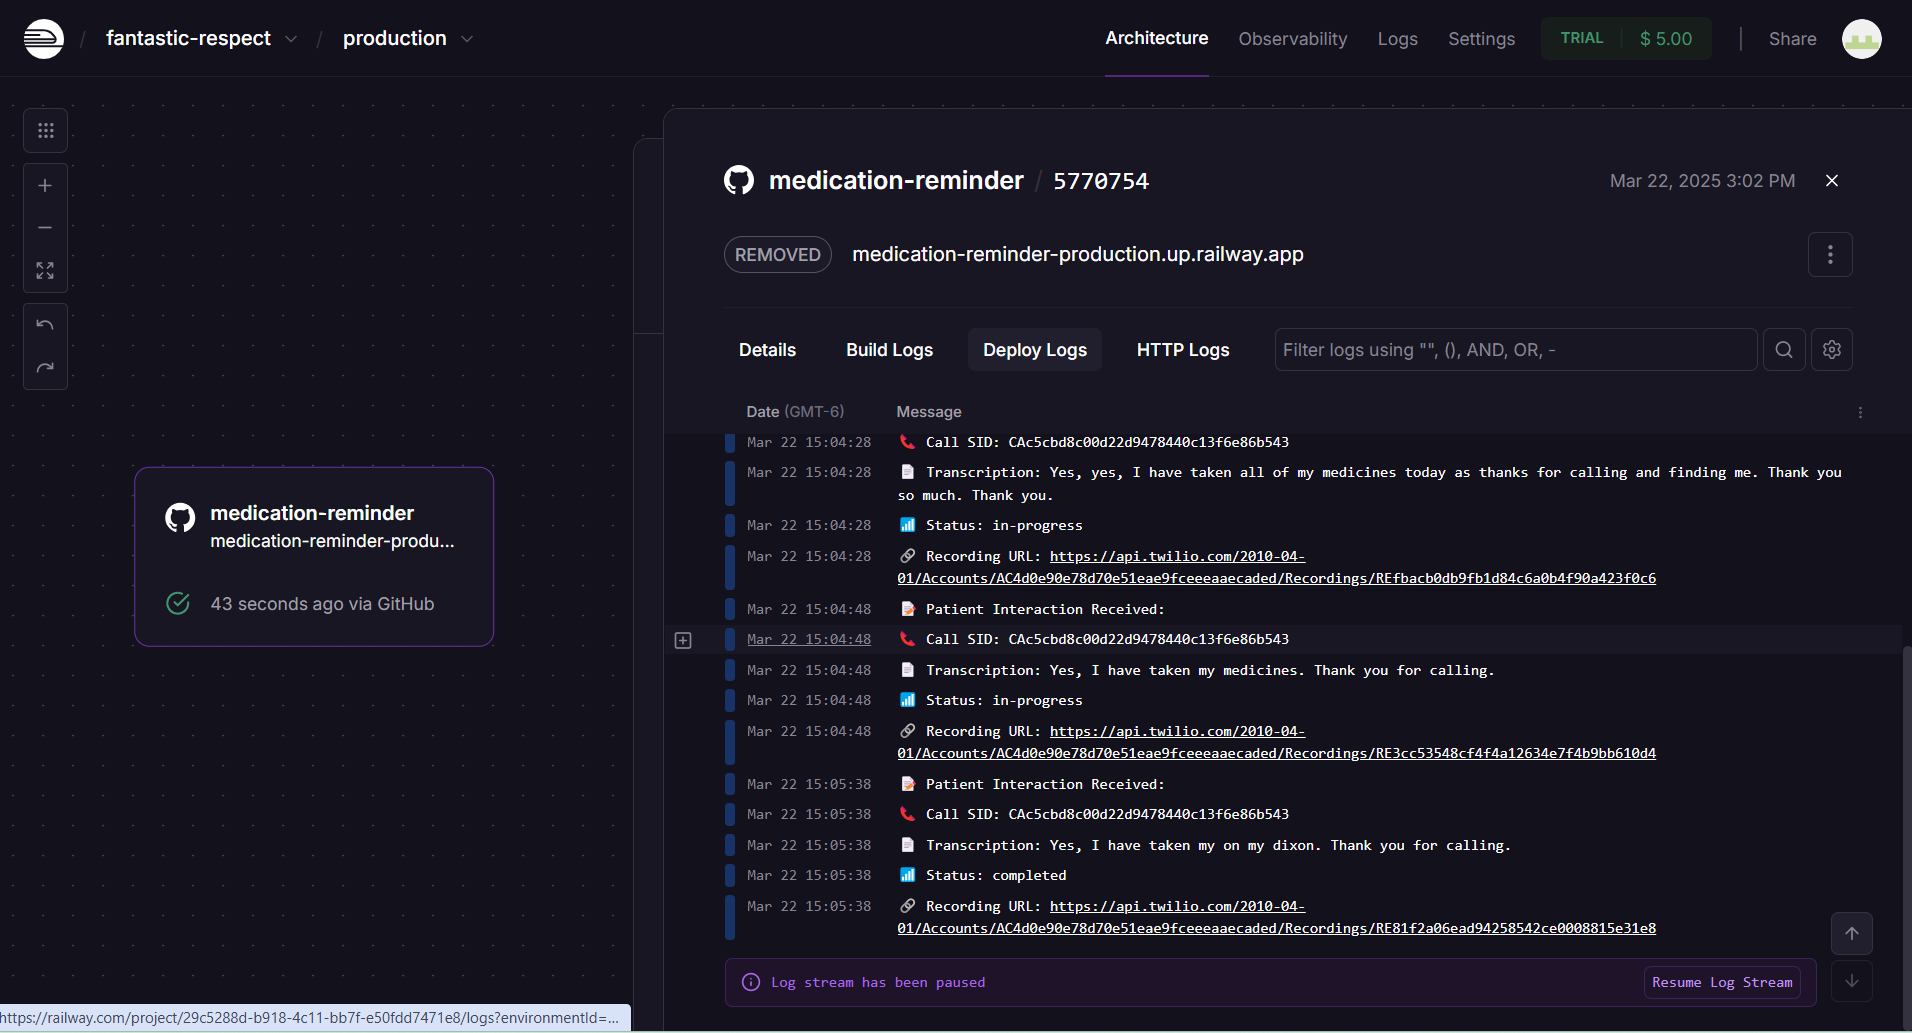 / fantastic-respect / production
Architecture Observability Logs Settings TRIAL $ 5.00 Share
medication-reminder / 5770754 Mar 22, 2025 3:02 PM
REMOVED medication-reminder-production.up.railway.app
Details Build Logs Deploy Logs HTTP Logs Filter logs using "", (), AND, OR, -
Date (GMT-6) Message
Mar 22 15:04:28 📞 Call SID: CAc5cbd8c00d22d9478440c13f6e86b543
Mar 22 15:04:28 📄 Transcription: Yes, yes, I have taken all of my medicines today as thanks for calling and finding me. Thank you
so much. Thank you.
Mar 22 15:04:28 📶 Status: in-progress
Mar 22 15:04:28 🔗 Recording URL: https://api.twilio.com/2010-04-
01/Accounts/AC4d0e90e78d70e51eae9fceeeaaecaded/Recordings/REfbacb0db9fb1d84c6a0b4f90a423f0c6
Mar 22 15:04:48 📝 Patient Interaction Received:
Mar 22 15:04:48 📞 Call SID: CAc5cbd8c00d22d9478440c13f6e86b543
Mar 22 15:04:48 📄 Transcription: Yes, I have taken my medicines. Thank you for calling.
Mar 22 15:04:48 📶 Status: in-progress
Mar 22 15:04:48 🔗 Recording URL: https://api.twilio.com/2010-04-
01/Accounts/AC4d0e90e78d70e51eae9fceeeaaecaded/Recordings/RE3cc53548cf4f4a12634e7f4b9bb610d4
Mar 22 15:05:38 📝 Patient Interaction Received:
Mar 22 15:05:38 📞 Call SID: CAc5cbd8c00d22d9478440c13f6e86b543
Mar 22 15:05:38 📄 Transcription: Yes, I have taken my on my dixon. Thank you for calling.
Mar 22 15:05:38 📶 Status: completed
Mar 22 15:05:38 🔗 Recording URL: https://api.twilio.com/2010-04-
01/Accounts/AC4d0e90e78d70e51eae9fceeeaaecaded/Recordings/RE81f2a06ead94258542ce0008815e31e8
Log stream has been paused Resume Log Stream
medication-reminder
medication-reminder-produ...
43 seconds ago via GitHub
https://railway.com/project/29c5288d-b918-4c11-bb7f-e50fdd7471e8/logs?environmentId=...